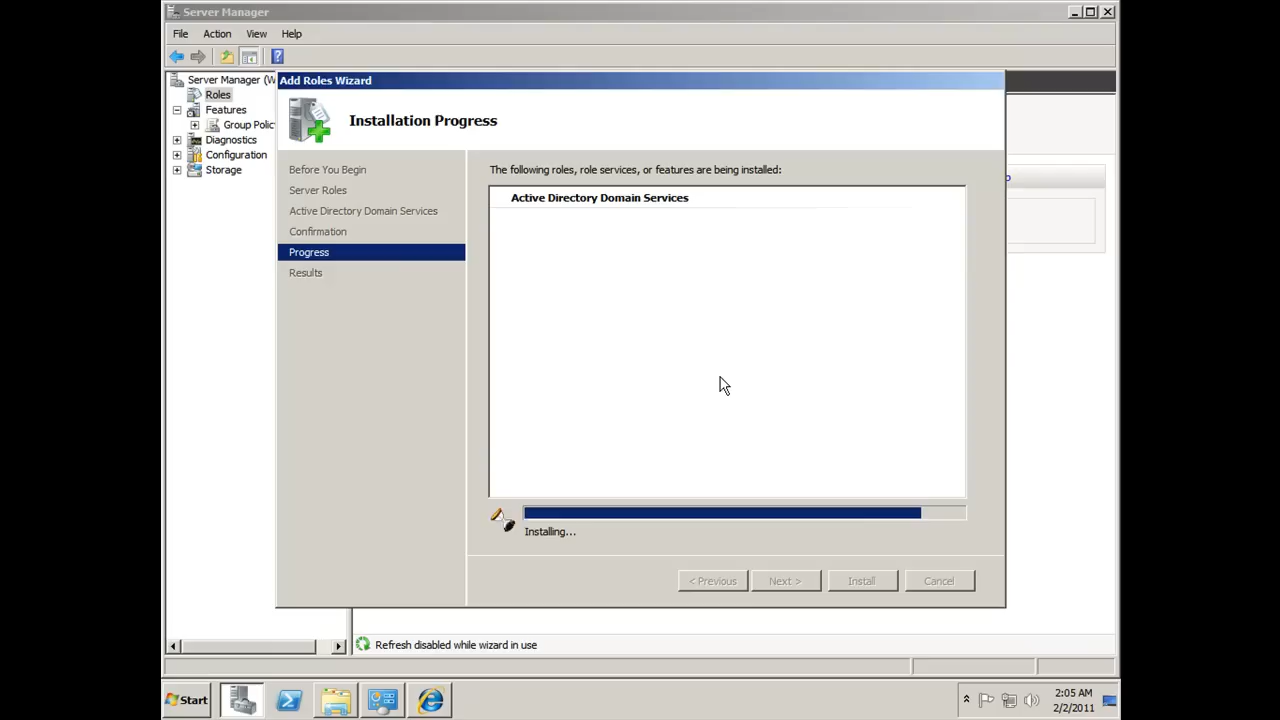 Server Manager
File Action View Help
Server Manager (W
Roles
Features
Group Polic
Diagnostics
Configuration
Storage
Add Roles Wizard
Installation Progress
Before You Begin
Server Roles
Active Directory Domain Services
Confirmation
Progress
Results
The following roles, role services, or features are being installed:
Active Directory Domain Services
Installing...
< Previous Next > Install Cancel
Refresh disabled while wizard in use
Start
2:05 AM
2/2/2011